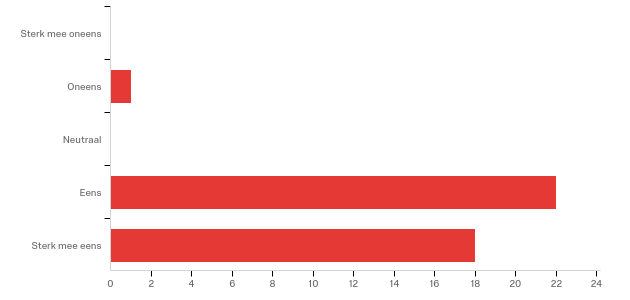 Sterk mee oneens
Oneens
Neutraal
Eens
Sterk mee eens
0 2 4 6 8 10 12 14 16 18 20 22 24